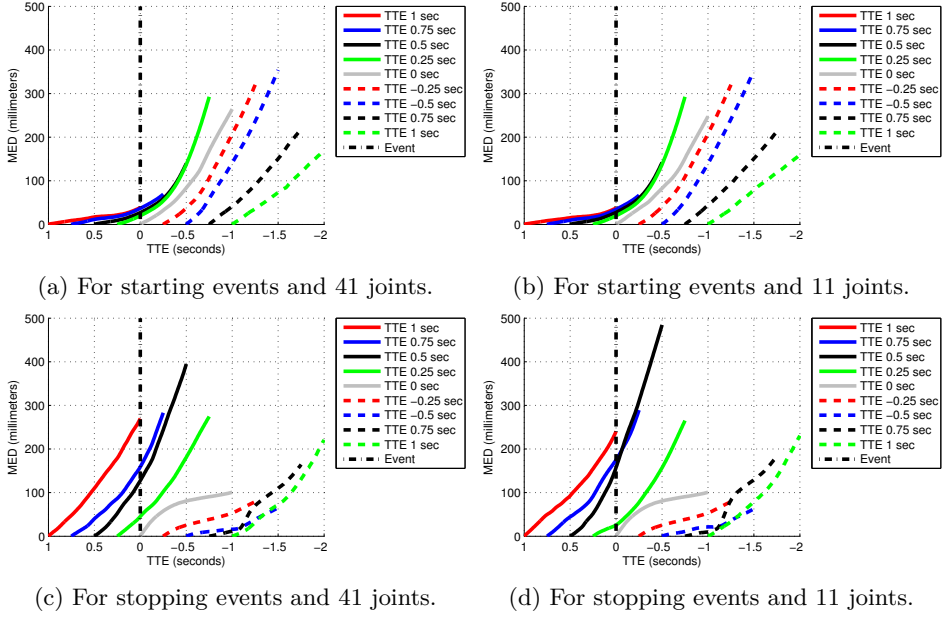 500
400
300
200
100
0
MED (millimeters)
1 0.5 0 −0.5 −1 −1.5 −2
TTE (seconds)
TTE 1 sec
TTE 0.75 sec
TTE 0.5 sec
TTE 0.25 sec
TTE 0 sec
TTE −0.25 sec
TTE −0.5 sec
TTE 0.75 sec
TTE 1 sec
Event
(a) For starting events and 41 joints.
500
400
300
200
100
0
MED (millimeters)
1 0.5 0 −0.5 −1 −1.5 −2
TTE (seconds)
TTE 1 sec
TTE 0.75 sec
TTE 0.5 sec
TTE 0.25 sec
TTE 0 sec
TTE −0.25 sec
TTE −0.5 sec
TTE 0.75 sec
TTE 1 sec
Event
(b) For starting events and 11 joints.
500
400
300
200
100
0
MED (millimeters)
1 0.5 0 −0.5 −1 −1.5 −2
TTE (seconds)
TTE 1 sec
TTE 0.75 sec
TTE 0.5 sec
TTE 0.25 sec
TTE 0 sec
TTE −0.25 sec
TTE −0.5 sec
TTE 0.75 sec
TTE 1 sec
Event
(c) For stopping events and 41 joints.
500
400
300
200
100
0
MED (millimeters)
1 0.5 0 −0.5 −1 −1.5 −2
TTE (seconds)
TTE 1 sec
TTE 0.75 sec
TTE 0.5 sec
TTE 0.25 sec
TTE 0 sec
TTE −0.25 sec
TTE −0.5 sec
TTE 0.75 sec
TTE 1 sec
Event
(d) For stopping events and 11 joints.